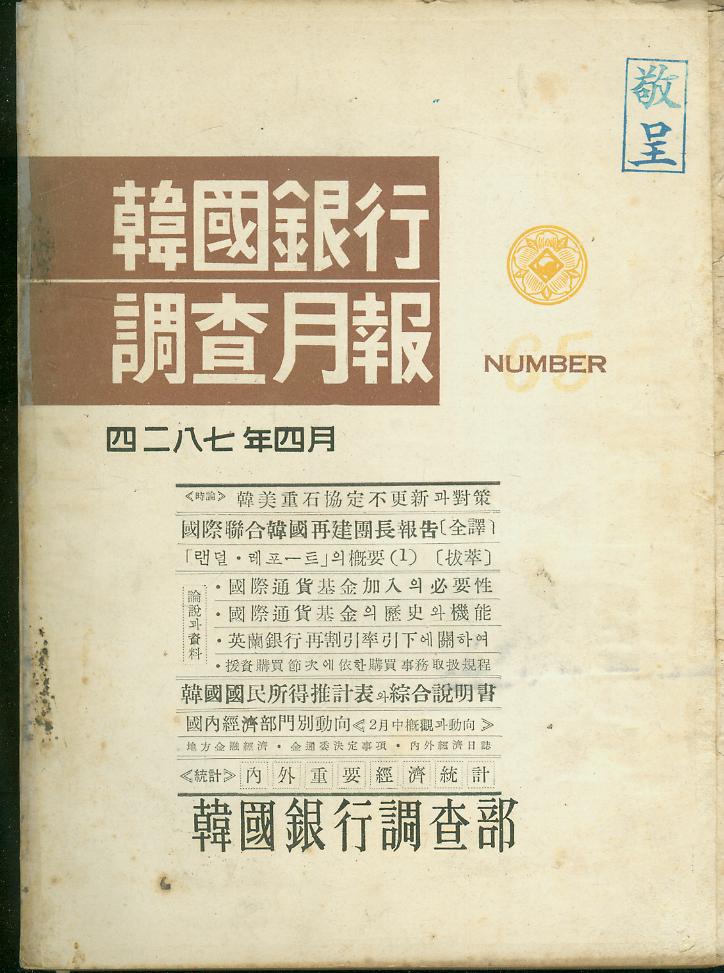 敬呈
韓國銀行
調査月報
65
NUMBER
四二八七年四月
≪時論≫ 韓美重石協定不更新과對策
國際聯合韓國再建團長報告〔全譯〕
「랜덜·레포ー트」의槪要(1) 〔拔萃〕
論說과資料
·國際通貨基金加入의必要性
·國際通貨基金의歷史와機能
·英蘭銀行再割引率引下에關하여
·援資購買節次에依한購買事務取扱規程
韓國國民所得推計表와綜合說明書
國內經濟部門別動向≪2月中槪觀과動向≫
地方金融經濟·金通委決定事項·內外經濟日誌
≪統計≫ 內外重要經濟統計
韓國銀行調查部